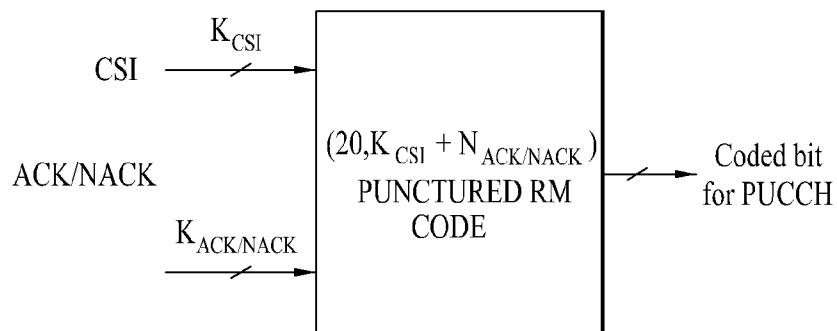 K_CSI
CSI
ACK/NACK
K_ACK/NACK
(20,K_CSI + N_ACK/NACK)
PUNCTURED RM
CODE
Coded bit
for PUCCH